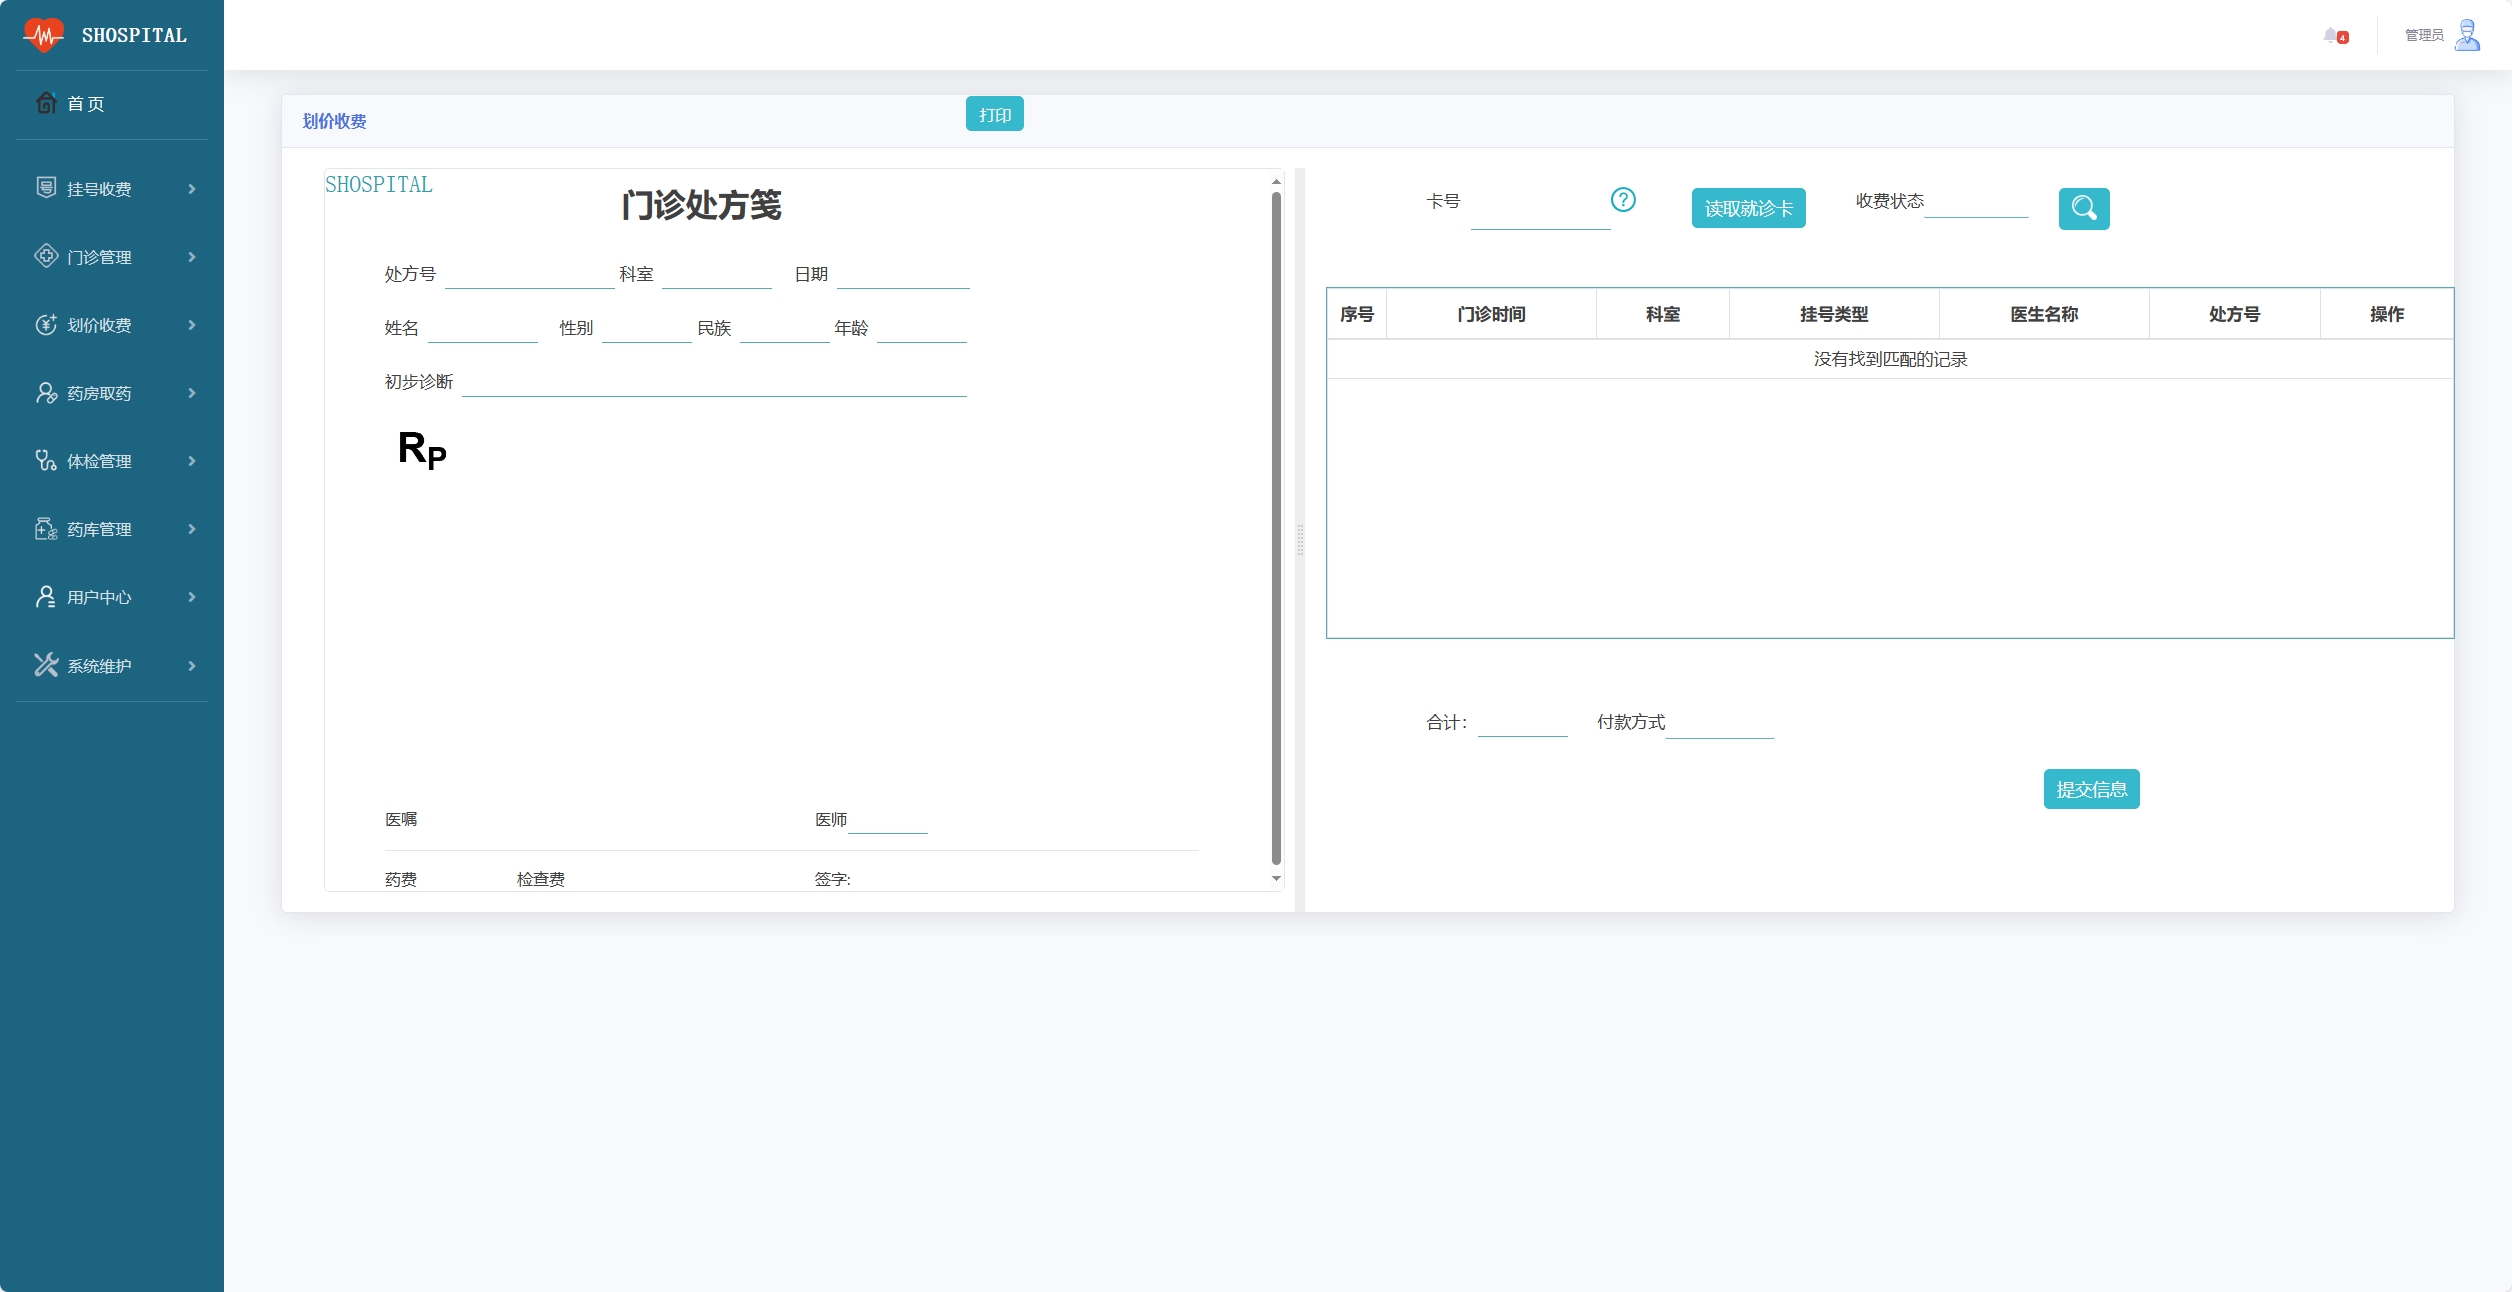 SHOSPITAL
首页
挂号收费
门诊管理
划价收费
药房取药
体检管理
药库管理
用户中心
系统维护
4
管理员
划价收费
打印
SHOSPITAL
门诊处方笺
处方号 科室 日期
姓名 性别 民族 年龄
初步诊断
RP
医嘱 医师
药费 检查费 签字:
卡号 ? 读取就诊卡 收费状态
序号 门诊时间 科室 挂号类型 医生名称 处方号 操作
没有找到匹配的记录
合计: 付款方式
提交信息